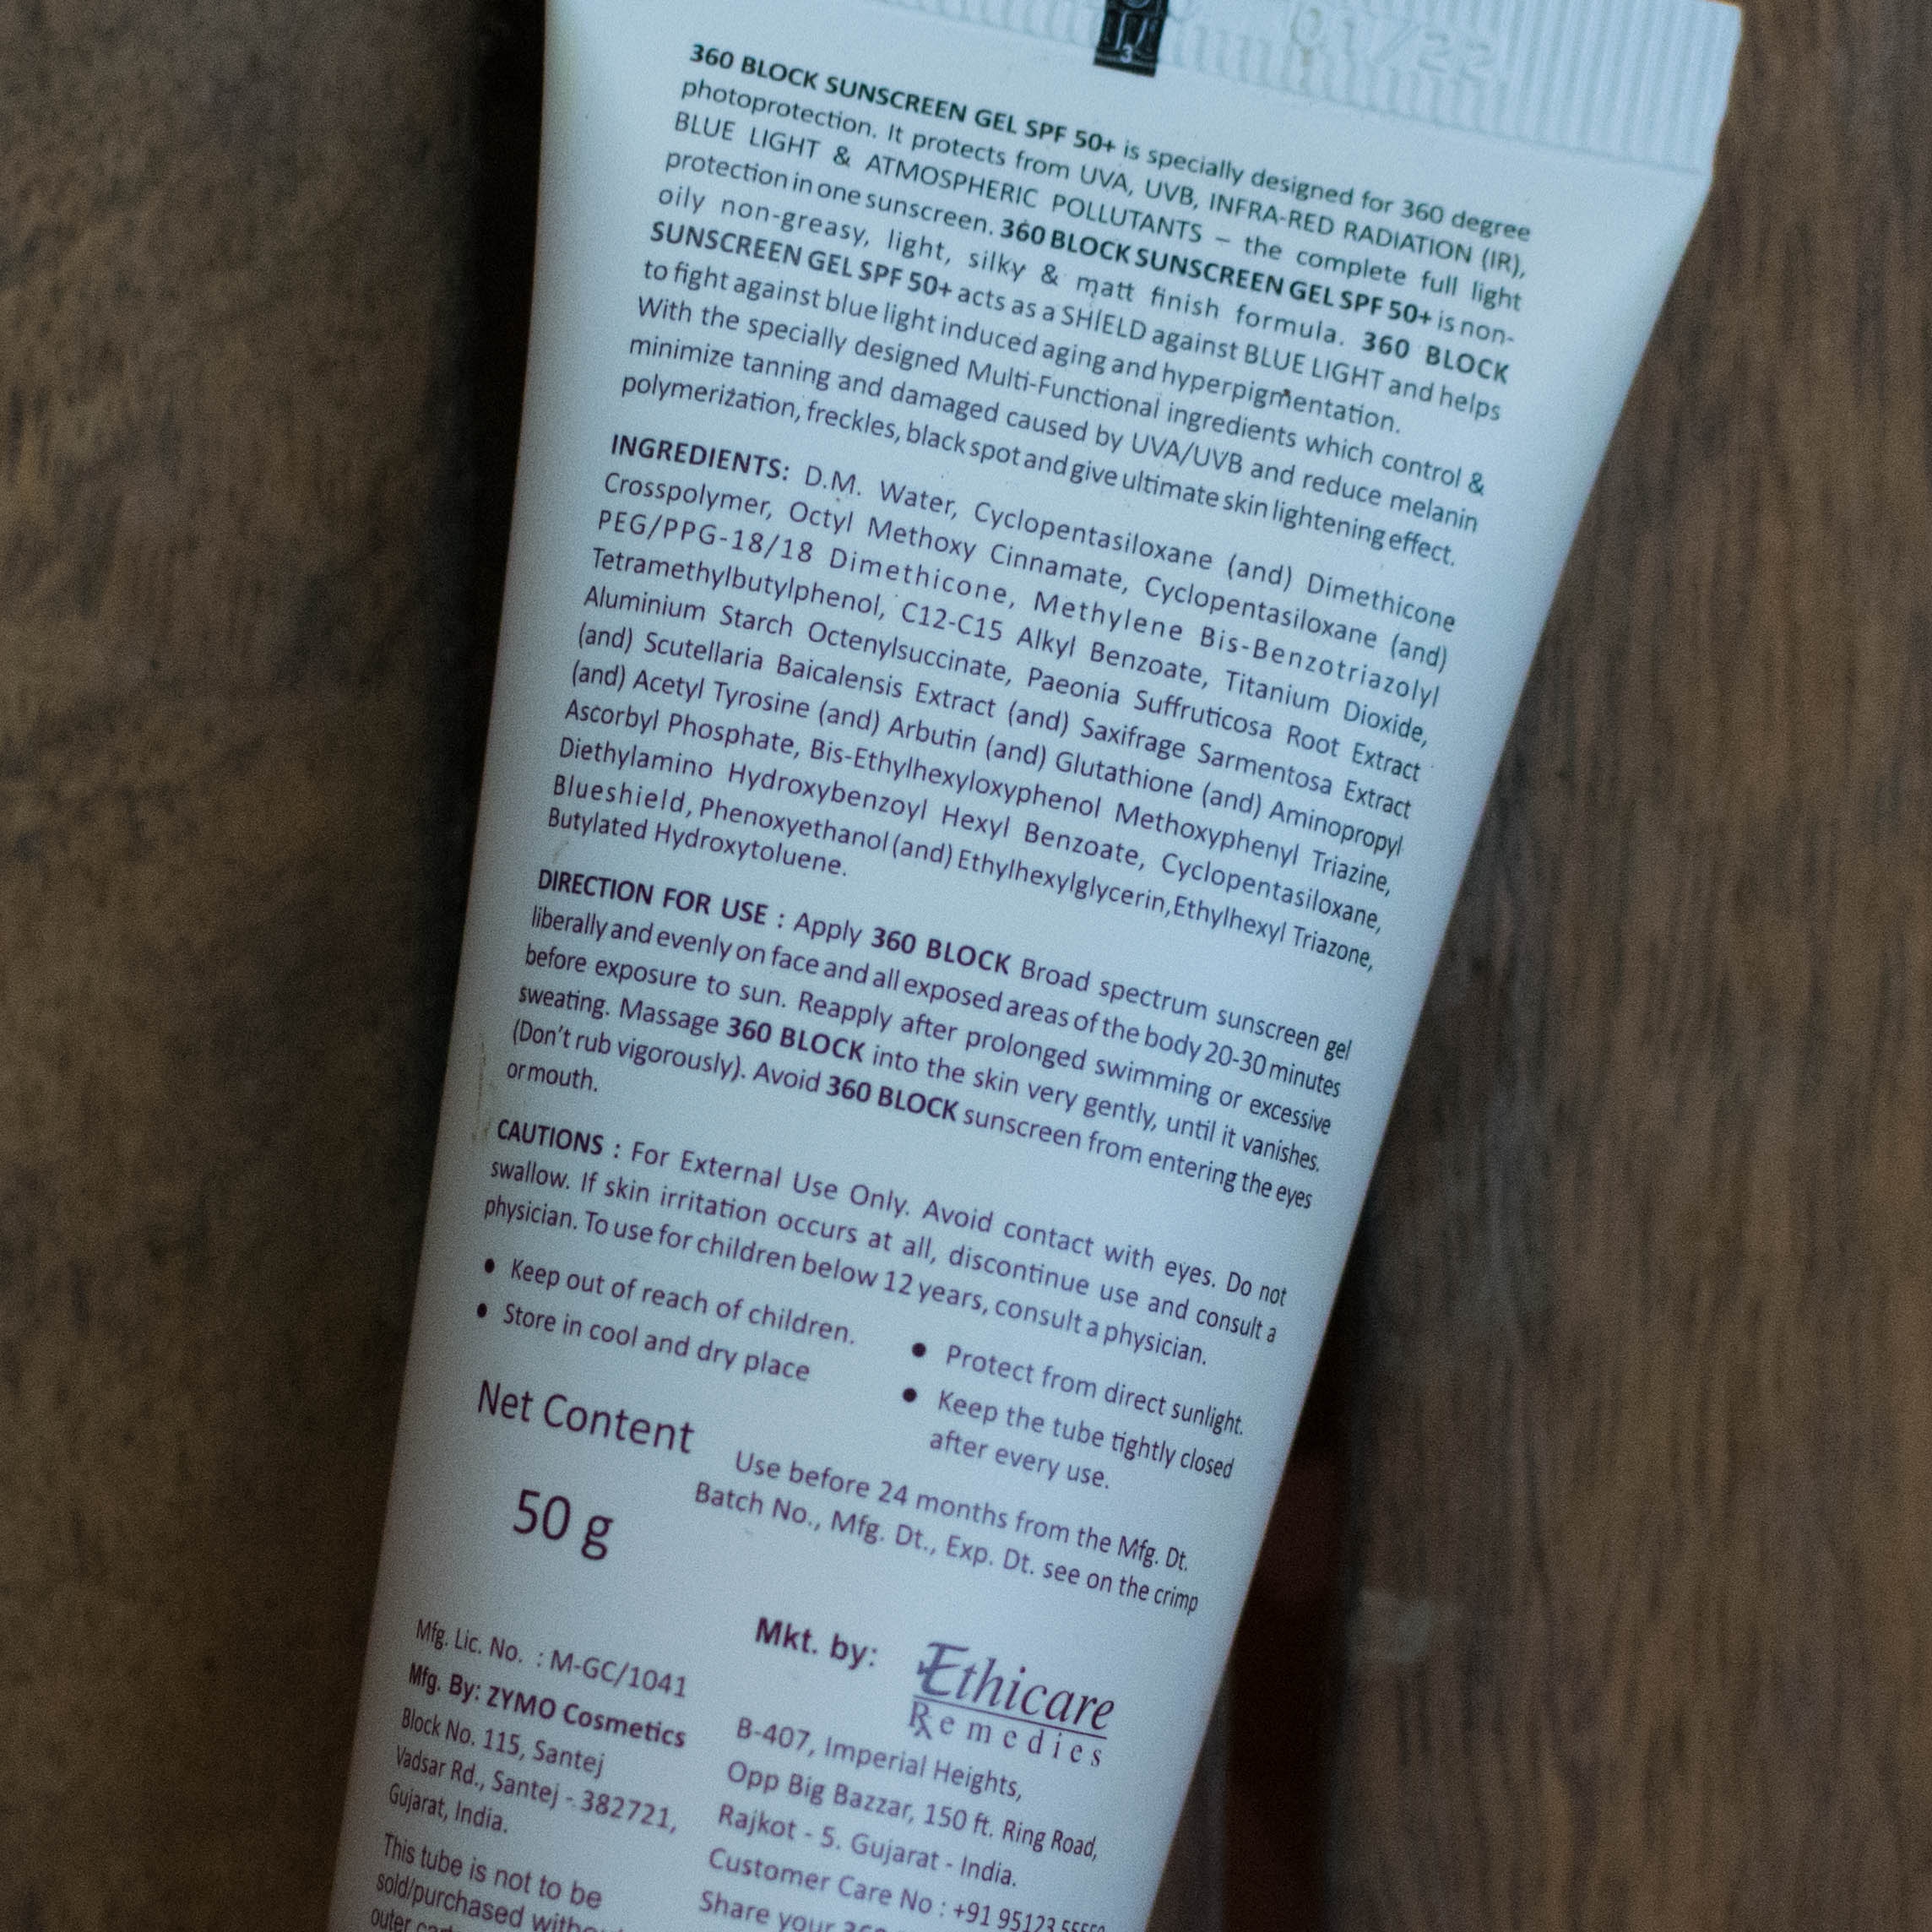 01/22
360 BLOCK SUNSCREEN GEL SPF 50+ is specially designed for 360 degree
photoprotection. It protects from UVA, UVB, INFRA-RED RADIATION (IR),
BLUE LIGHT & ATMOSPHERIC POLLUTANTS – the complete full light
protection in one sunscreen. 360 BLOCK SUNSCREEN GEL SPF 50+ is non-
oily non-greasy, light, silky & matt finish formula. 360 BLOCK
SUNSCREEN GEL SPF 50+ acts as a SHIELD against BLUE LIGHT and helps
to fight against blue light induced aging and hyperpigmentation.
With the specially designed Multi-Functional ingredients which control &
minimize tanning and damaged caused by UVA/UVB and reduce melanin
polymerization, freckles, black spot and give ultimate skin lightening effect.
INGREDIENTS: D.M. Water, Cyclopentasiloxane (and) Dimethicone
Crosspolymer, Octyl Methoxy Cinnamate, Cyclopentasiloxane (and)
PEG/PPG-18/18 Dimethicone, Methylene Bis-Benzotriazolyl
Tetramethylbutylphenol, C12-C15 Alkyl Benzoate, Titanium Dioxide,
Aluminium Starch Octenylsuccinate, Paeonia Suffruticosa Root Extract
(and) Scutellaria Baicalensis Extract (and) Saxifrage Sarmentosa Extract
(and) Acetyl Tyrosine (and) Arbutin (and) Glutathione (and) Aminopropyl
Ascorbyl Phosphate, Bis-Ethylhexyloxyphenol Methoxyphenyl Triazine,
Diethylamino Hydroxybenzoyl Hexyl Benzoate, Cyclopentasiloxane,
Blueshield, Phenoxyethanol (and) Ethylhexylglycerin, Ethylhexyl Triazone,
Butylated Hydroxytoluene.
DIRECTION FOR USE : Apply 360 BLOCK Broad spectrum sunscreen gel
liberally and evenly on face and all exposed areas of the body 20-30 minutes
before exposure to sun. Reapply after prolonged swimming or excessive
sweating. Massage 360 BLOCK into the skin very gently, until it vanishes.
(Don't rub vigorously). Avoid 360 BLOCK sunscreen from entering the eyes
or mouth.
CAUTIONS : For External Use Only. Avoid contact with eyes. Do not
swallow. If skin irritation occurs at all, discontinue use and consult a
physician. To use for children below 12 years, consult a physician.
• Keep out of reach of children.
• Store in cool and dry place
• Protect from direct sunlight.
• Keep the tube tightly closed
after every use.
Net Content
50 g
Use before 24 months from the Mfg. Dt.
Batch No., Mfg. Dt., Exp. Dt. see on the crimp
Mfg. Lic. No. : M-GC/1041
Mfg. By: ZYMO Cosmetics
Block No. 115, Santej
Vadsar Rd., Santej - 382721,
Gujarat, India.
This tube is not to be
sold/purchased
outer
Mkt. by: Ethicare
Remedies
B-407, Imperial Heights,
Opp Big Bazzar, 150 ft. Ring Road,
Rajkot - 5. Gujarat - India.
Customer Care No : +91 95123
Share your